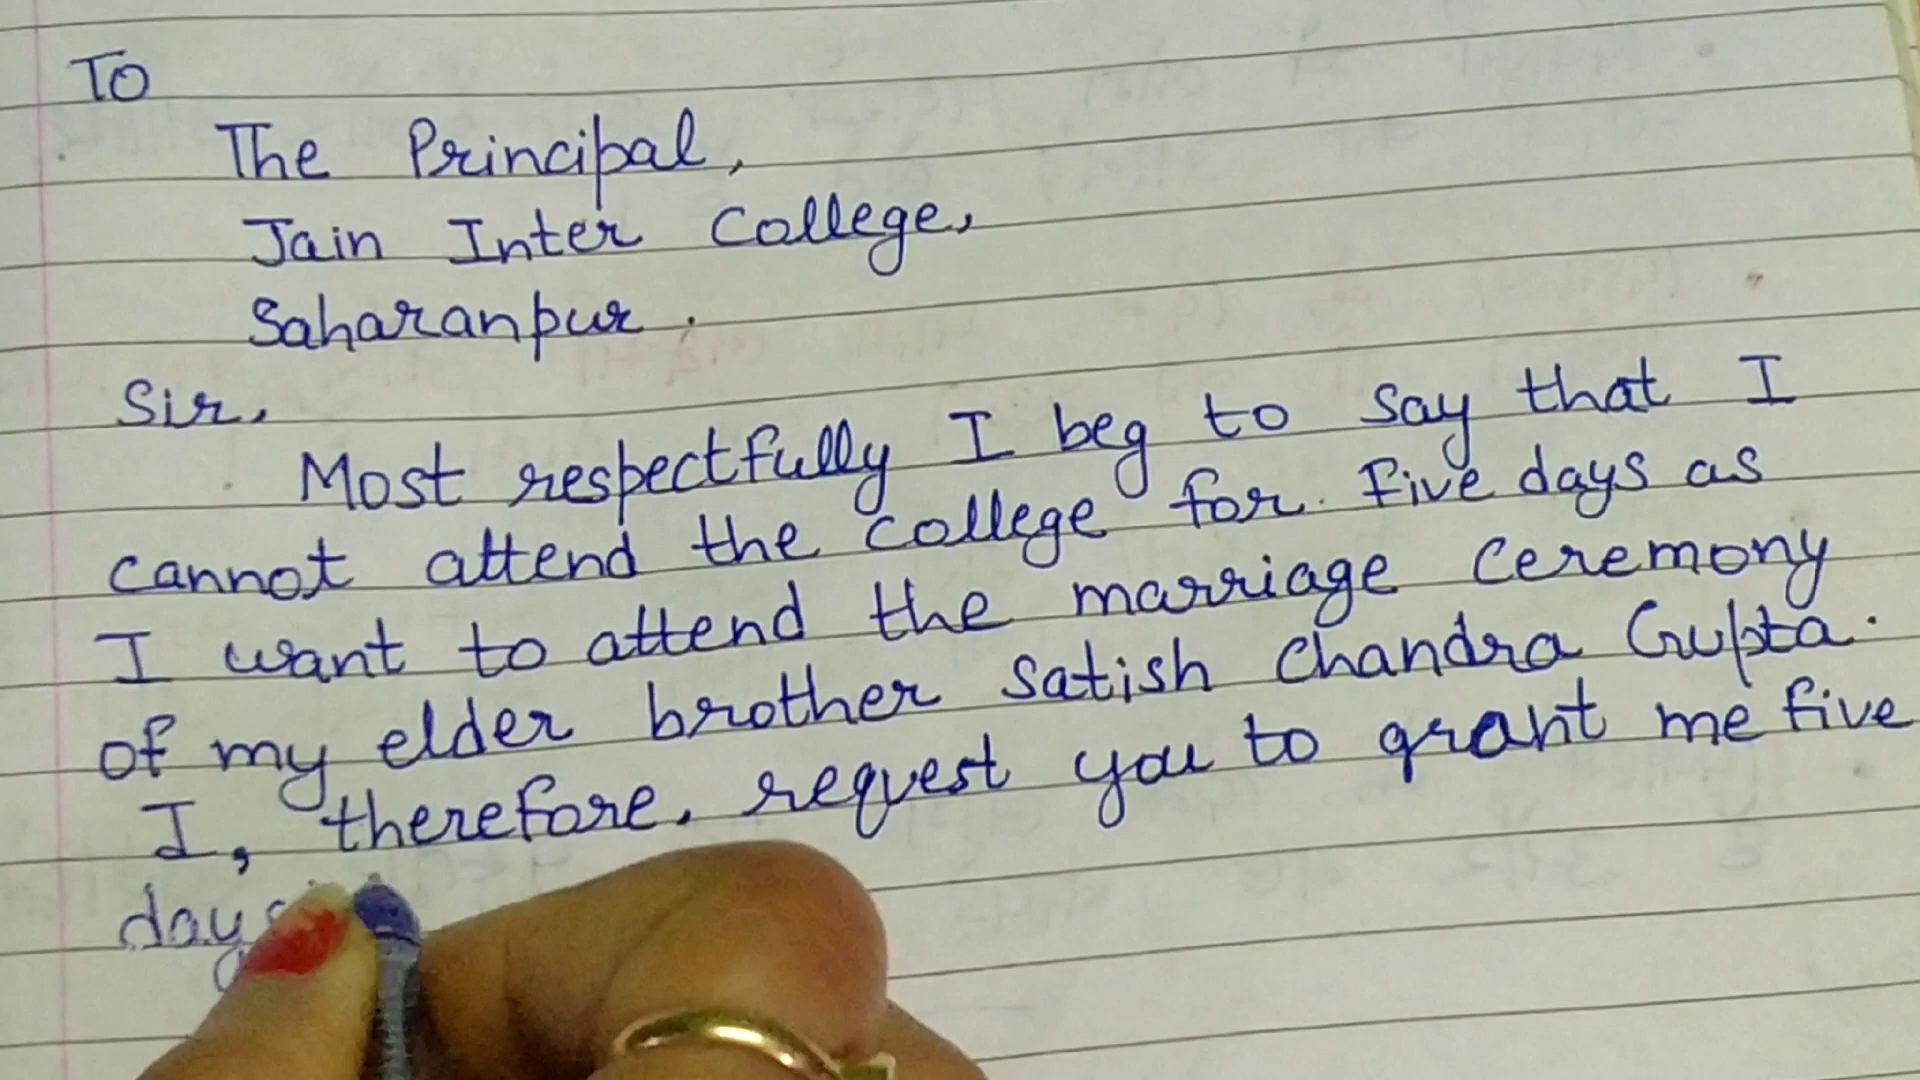 To
The Principal,
Jain Inter College,
Saharanpur.
Sir,
Most respectfully I beg to say that I
cannot attend the college for. five days as
I want to attend the marriage ceremony
of my elder brother Satish Chandra Gupta.
I, therefore, request you to grant me five
days